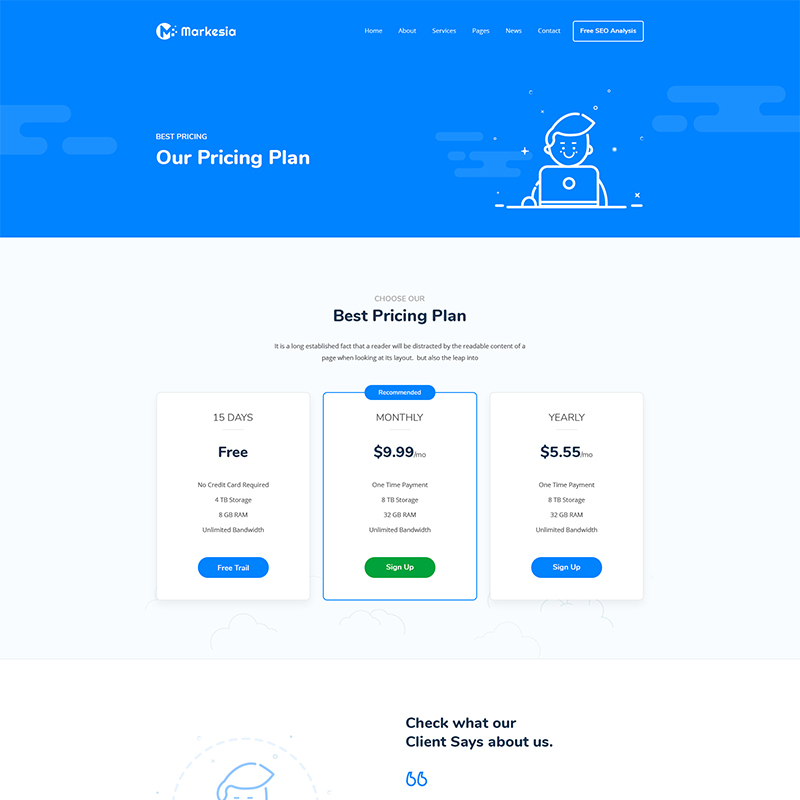 Markesia
Home About Services Pages News Contact Free SEO Analysis
BEST PRICING
Our Pricing Plan
CHOOSE OUR
Best Pricing Plan
It is a long established fact that a reader will be distracted by the readable content of a
page when looking at its layout. but also the leap into
15 DAYS
Free
No Credit Card Required
4 TB Storage
8 GB RAM
Unlimited Bandwidth
Free Trail
Recommended
MONTHLY
$9.99/mo
One Time Payment
8 TB Storage
32 GB RAM
Unlimited Bandwidth
Sign Up
YEARLY
$5.55/mo
One Time Payment
8 TB Storage
32 GB RAM
Unlimited Bandwidth
Sign Up
Check what our
Client Says about us.